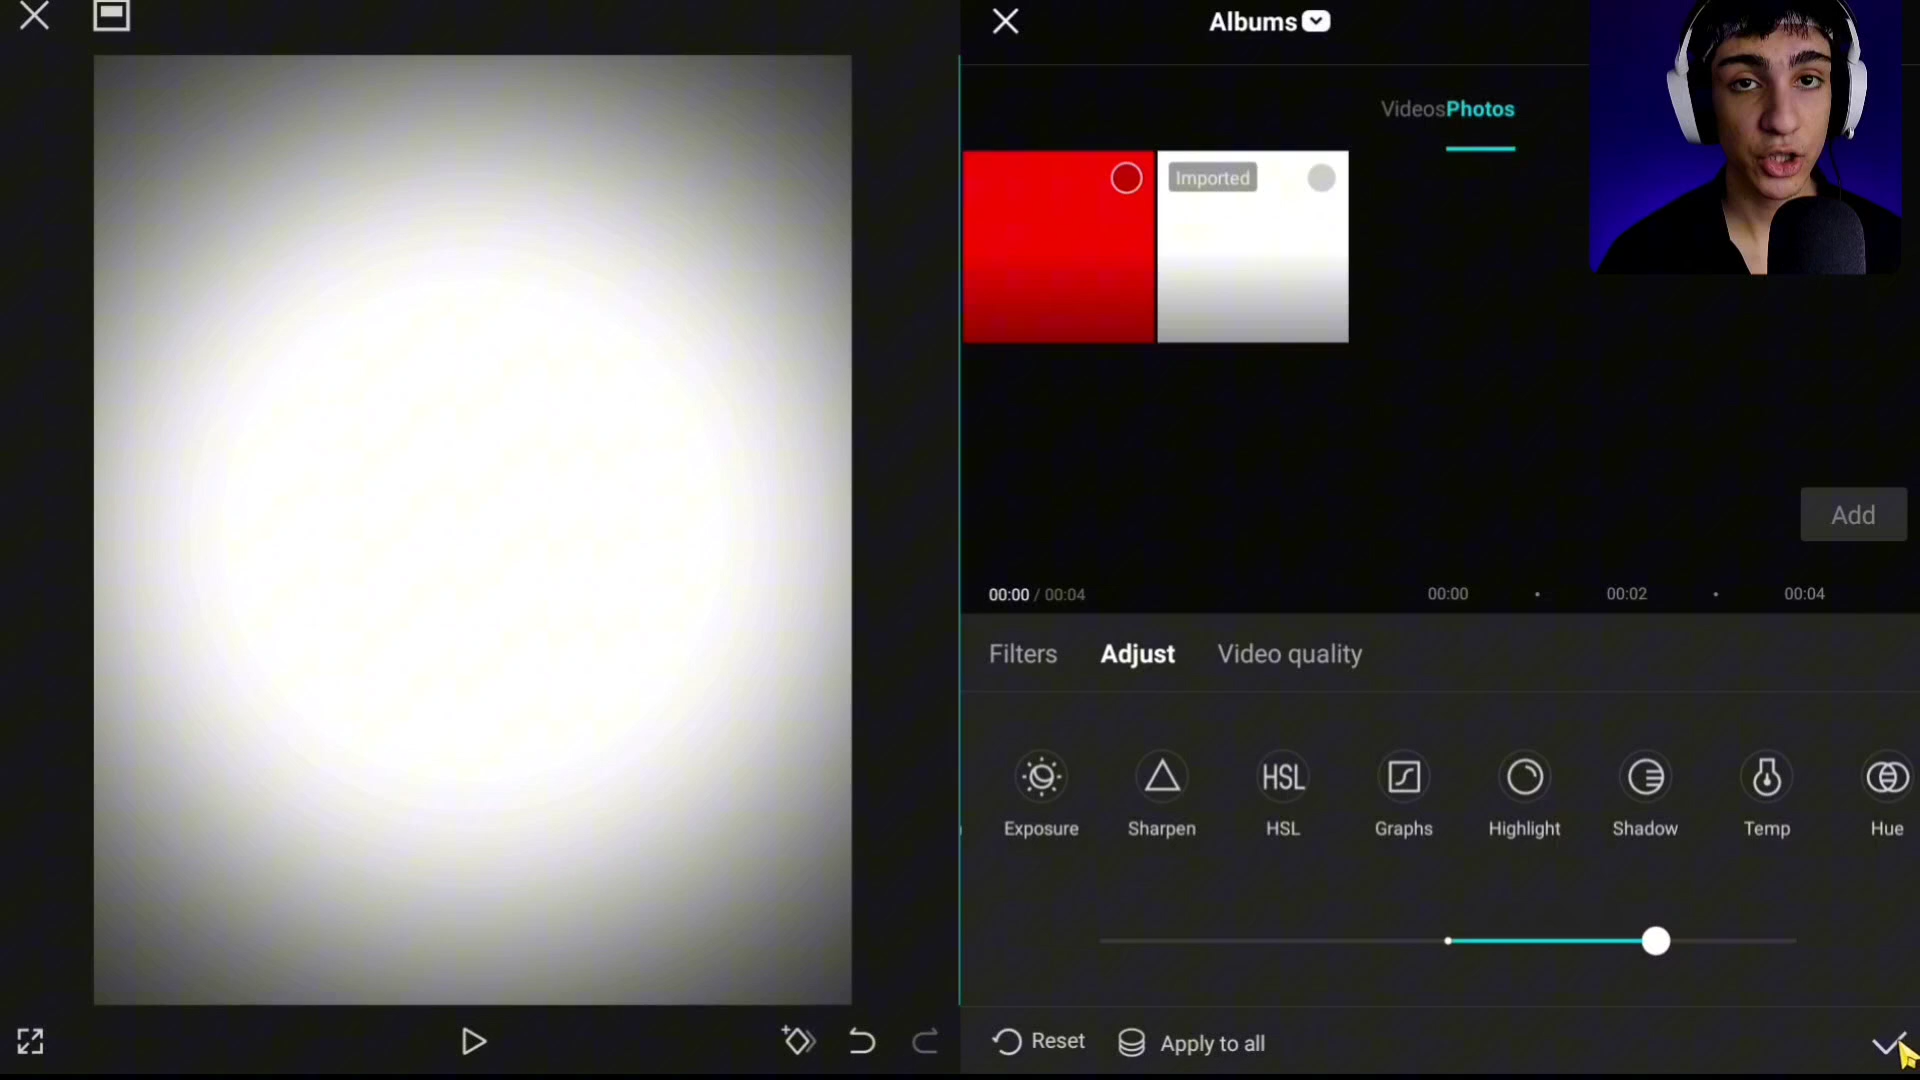 Albums
Videos Photos
Imported
Add
00:00 / 00:04
00:00
00:02
00:04
Filters Adjust Video quality
Exposure Sharpen HSL Graphs Highlight Shadow Temp Hue
HSL
Reset Apply to all